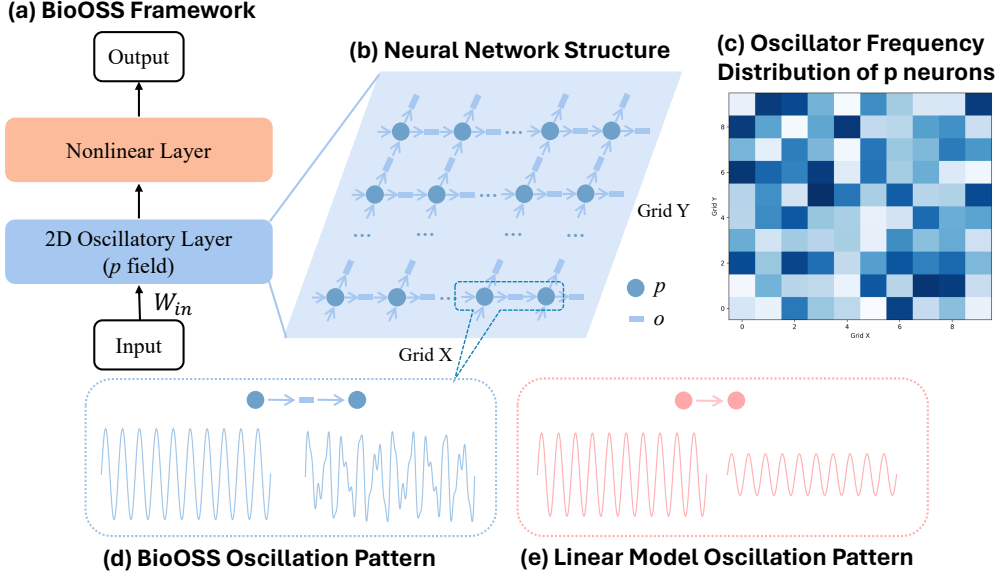 (a) BioOSS Framework
Output
Nonlinear Layer
2D Oscillatory Layer
(p field)
W_in
Input
(b) Neural Network Structure
...
...
... ... ...
...
Grid Y
Grid X
p
o
(c) Oscillator Frequency
Distribution of p neurons
Grid Y
8
6
4
2
0
0 2 4 6 8
Grid X
(d) BioOSS Oscillation Pattern
(e) Linear Model Oscillation Pattern